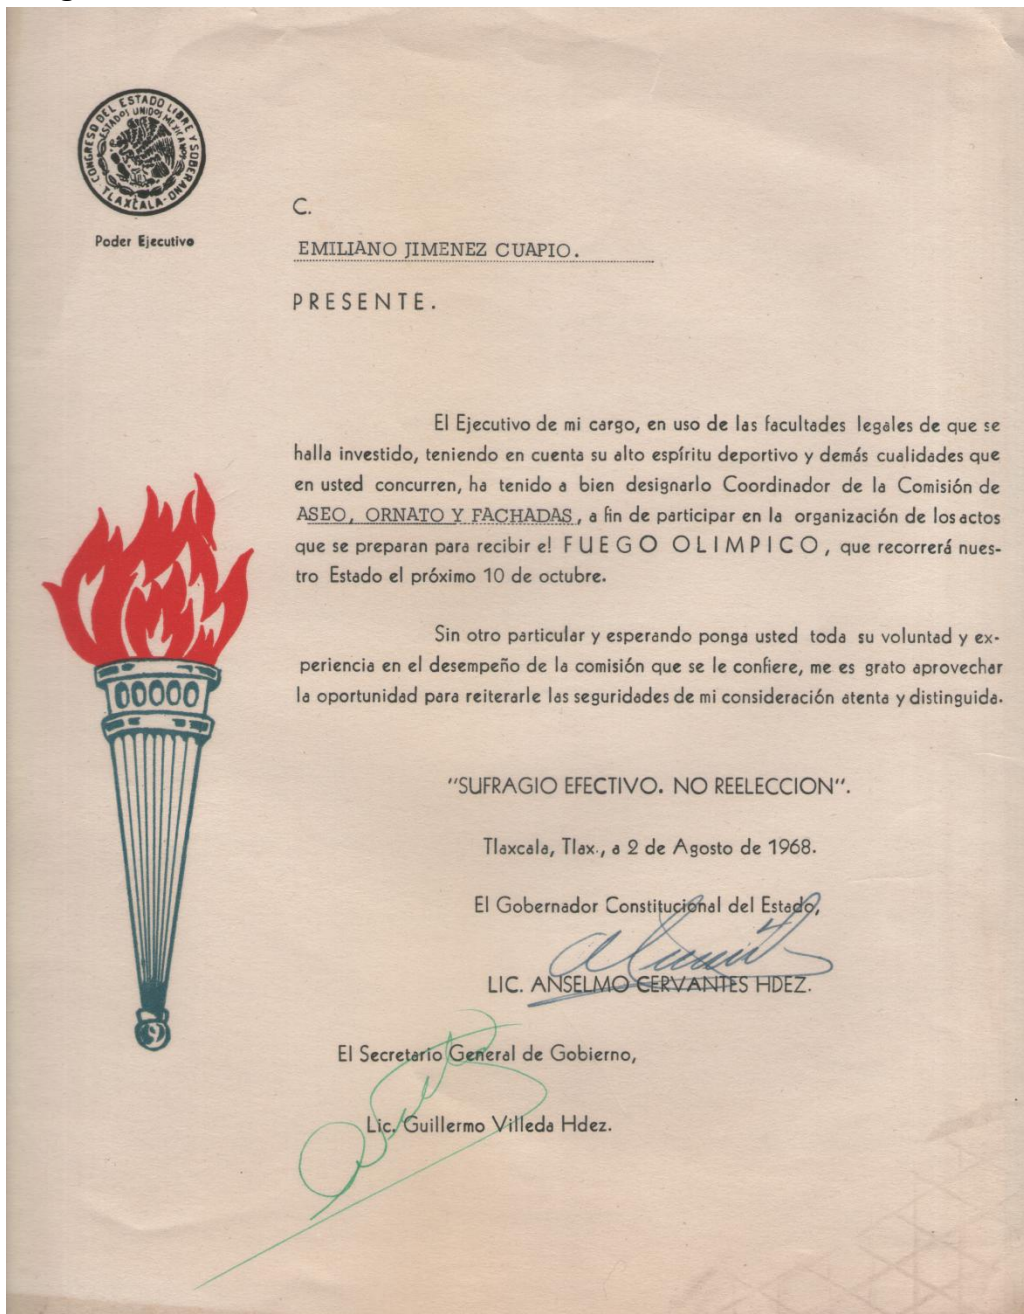 CONGRESO DEL ESTADO LIBRE Y SOBERANO
ESTADOS UNIDOS MEXICANOS
TLAXCALA
Poder Ejecutivo
C.
EMILIANO JIMENEZ CUAPIO.
PRESENTE.
El Ejecutivo de mi cargo, en uso de las facultades legales de que se
halla investido, teniendo en cuenta su alto espíritu deportivo y demás cualidades que
en usted concurren, ha tenido a bien designarlo Coordinador de la Comisión de
ASEO, ORNATO Y FACHADAS, a fin de participar en la organización de los actos
que se preparan para recibir el FUEGO OLIMPICO, que recorrerá nues-
tro Estado el próximo 10 de octubre.
Sin otro particular y esperando ponga usted toda su voluntad y ex-
periencia en el desempeño de la comisión que se le confiere, me es grato aprovechar
la oportunidad para reiterarle las seguridades de mi consideración atenta y distinguida.
"SUFRAGIO EFECTIVO. NO REELECCION".
Tlaxcala, Tlax., a 2 de Agosto de 1968.
El Gobernador Constitucional del Estado,
LIC. ANSELMO CERVANTES HDEZ.
El Secretario General de Gobierno,
Lic. Guillermo Villeda Hdez.